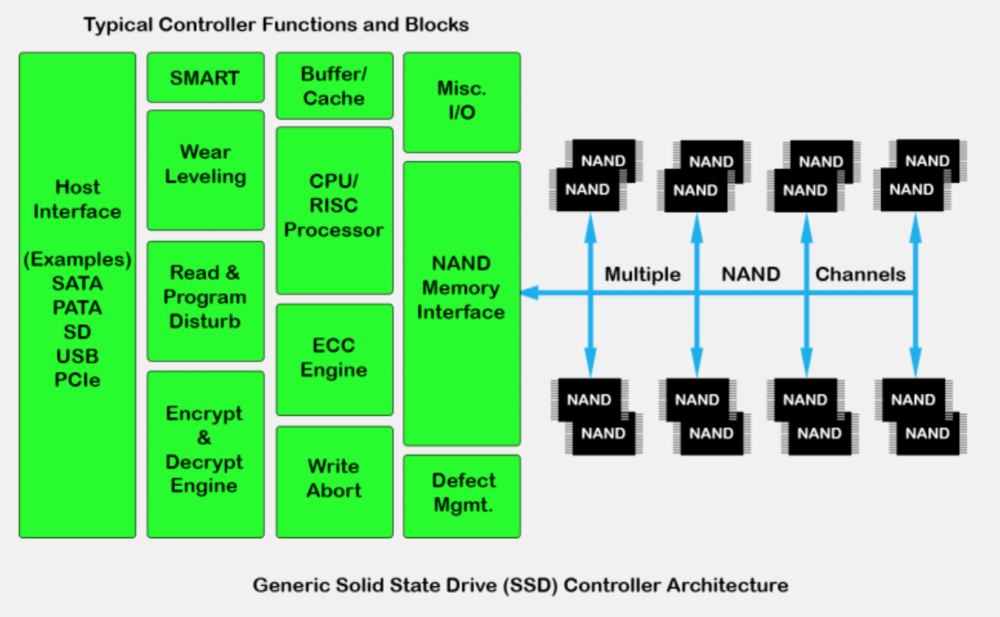 Typical Controller Functions and Blocks
Host
Interface
(Examples)
SATA
PATA
SD
USB
PCIe
SMART
Wear
Leveling
Read &
Program
Disturb
Encrypt
&
Decrypt
Engine
Buffer/
Cache
CPU/
RISC
Processor
ECC
Engine
Write
Abort
Misc.
I/O
NAND
Memory
Interface
Defect
Mgmt.
NAND
NAND
NAND
NAND
NAND
NAND
NAND
NAND
Multiple NAND Channels
NAND
NAND
NAND
NAND
NAND
NAND
NAND
NAND
Generic Solid State Drive (SSD) Controller Architecture